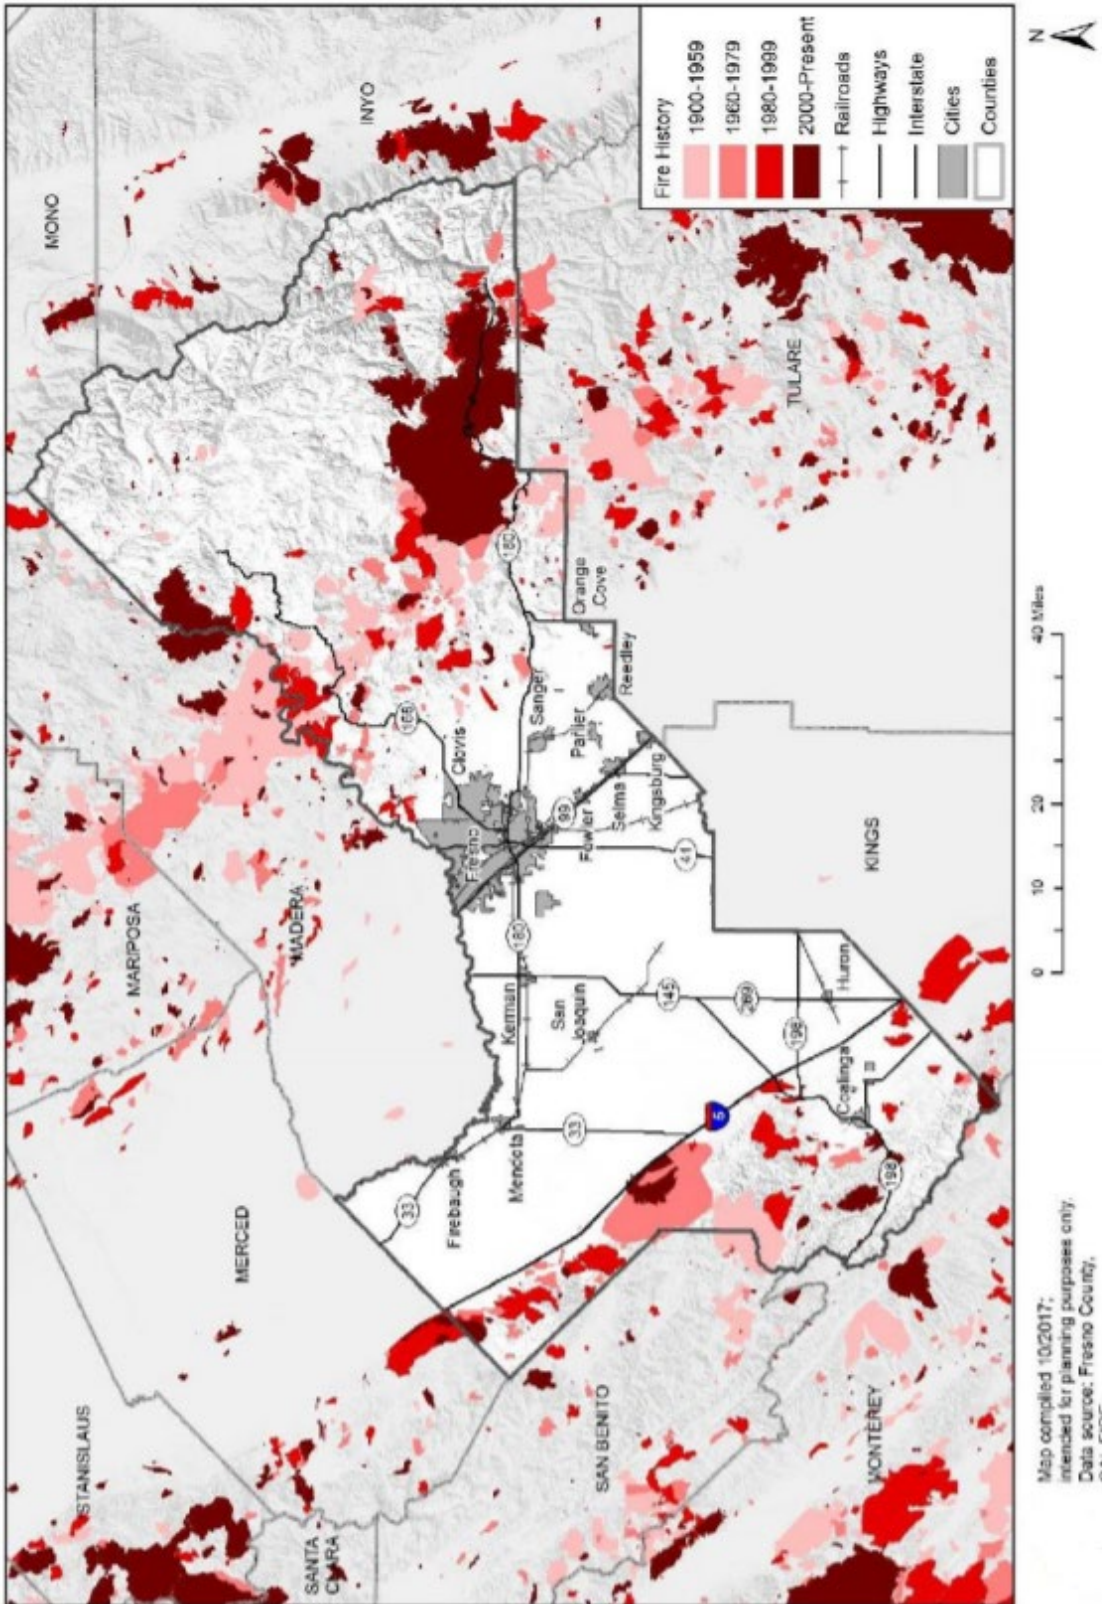 MONO
INYO
MARIPOSA
MADERA
MERCED
STANISLAUS
SANTA
CLARA
SAN BENITO
MONTEREY
KINGS
TULARE
Firebaugh
Mendota
Kerman
San
Joaquin
Fresno
Clovis
Sanger
Parlier
Fowler
Selma
Kingsburg
Reedley
Orange
Cove
Huron
Coalinga
33
33
180
180
168
99
41
145
269
198
198
5
Fire History
1900-1959
1960-1979
1980-1999
2000-Present
Railroads
Highways
Interstate
Cities
Counties
N
0 10 20 40 Miles
Map compiled 10/2017;
intended for planning purposes only.
Data source: Fresno County,